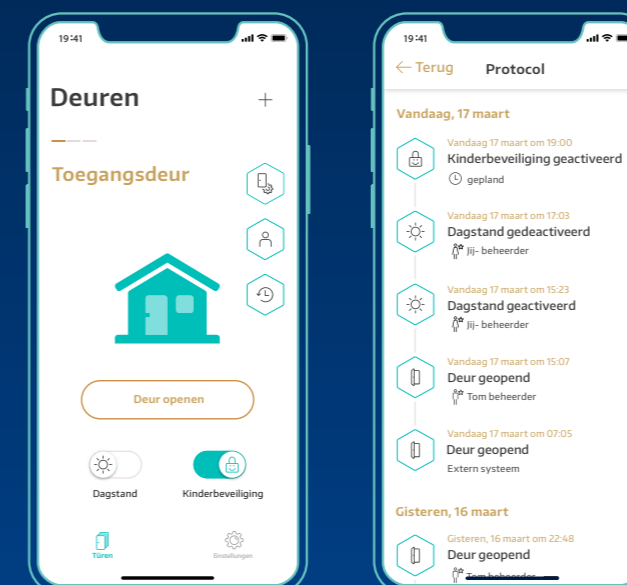 19:41
Deuren
+
Toegangsdeur
Deur openen
Dagstand
Kinderbeveiliging
Türen
Einstellungen
19:41
← Terug
Protocol
Vandaag, 17 maart
Vandaag 17 maart om 19:00
Kinderbeveiliging geactiveerd
gepland
Vandaag 17 maart om 17:03
Dagstand gedeactiveerd
Jij- beheerder
Vandaag 17 maart om 15:23
Dagstand geactiveerd
Jij- beheerder
Vandaag 17 maart om 15:07
Deur geopend
Tom beheerder
Vandaag 17 maart om 07:05
Deur geopend
Extern systeem
Gisteren, 16 maart
Gisteren, 16 maart om 22:48
Deur geopend
Tom beheerder